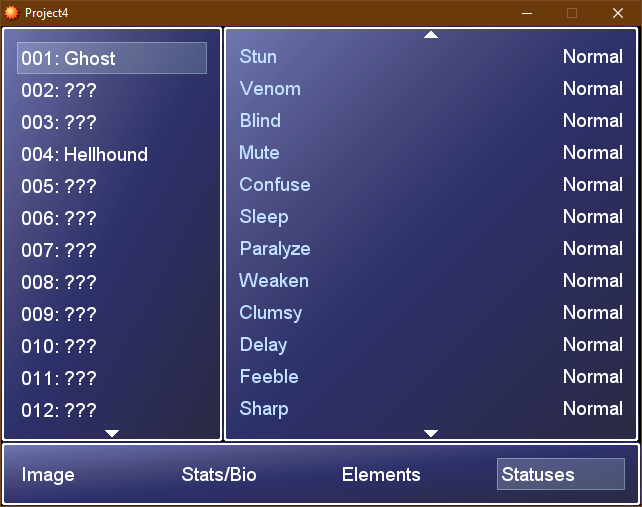 Project4
001: Ghost
002: ???
003: ???
004: Hellhound
005: ???
006: ???
007: ???
008: ???
009: ???
010: ???
011: ???
012: ???
Stun Normal
Venom Normal
Blind Normal
Mute Normal
Confuse Normal
Sleep Normal
Paralyze Normal
Weaken Normal
Clumsy Normal
Delay Normal
Feeble Normal
Sharp Normal
Image Stats/Bio Elements Statuses